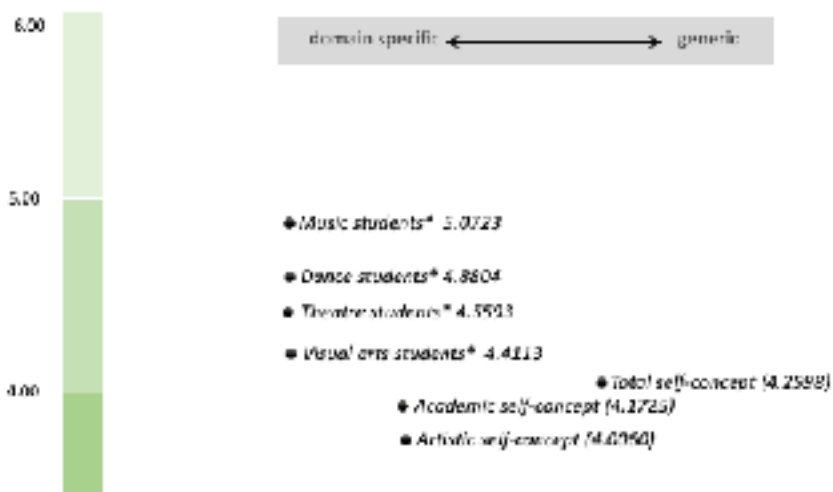 6.00
domain specific generic
5.00
Music students* 5.0723
Dance students* 4.8804
Theatre students* 4.5593
Visual arts students* 4.4113
Total self-concept (4.2598)
4.00
Academic self-concept (4.1725)
Artistic self-concept (4.0060)